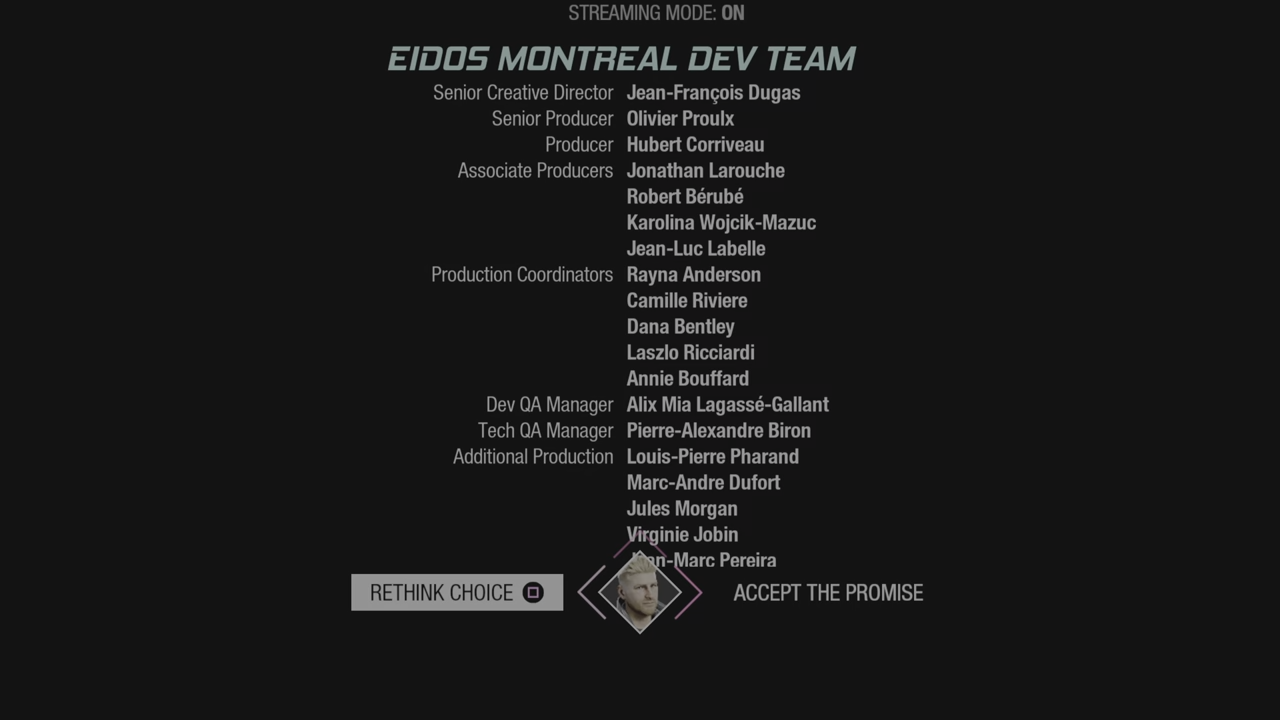 STREAMING MODE: ON
EIDOS MONTREAL DEV TEAM
Senior Creative Director Jean-François Dugas
Senior Producer Olivier Proulx
Producer Hubert Corriveau
Associate Producers Jonathan Larouche
Robert Bérubé
Karolina Wojcik-Mazuc
Jean-Luc Labelle
Production Coordinators Rayna Anderson
Camille Riviere
Dana Bentley
Laszlo Ricciardi
Annie Bouffard
Dev QA Manager Alix Mia Lagassé-Gallant
Tech QA Manager Pierre-Alexandre Biron
Additional Production Louis-Pierre Pharand
Marc-Andre Dufort
Jules Morgan
Virginie Jobin
Jean-Marc Pereira
RETHINK CHOICE ACCEPT THE PROMISE